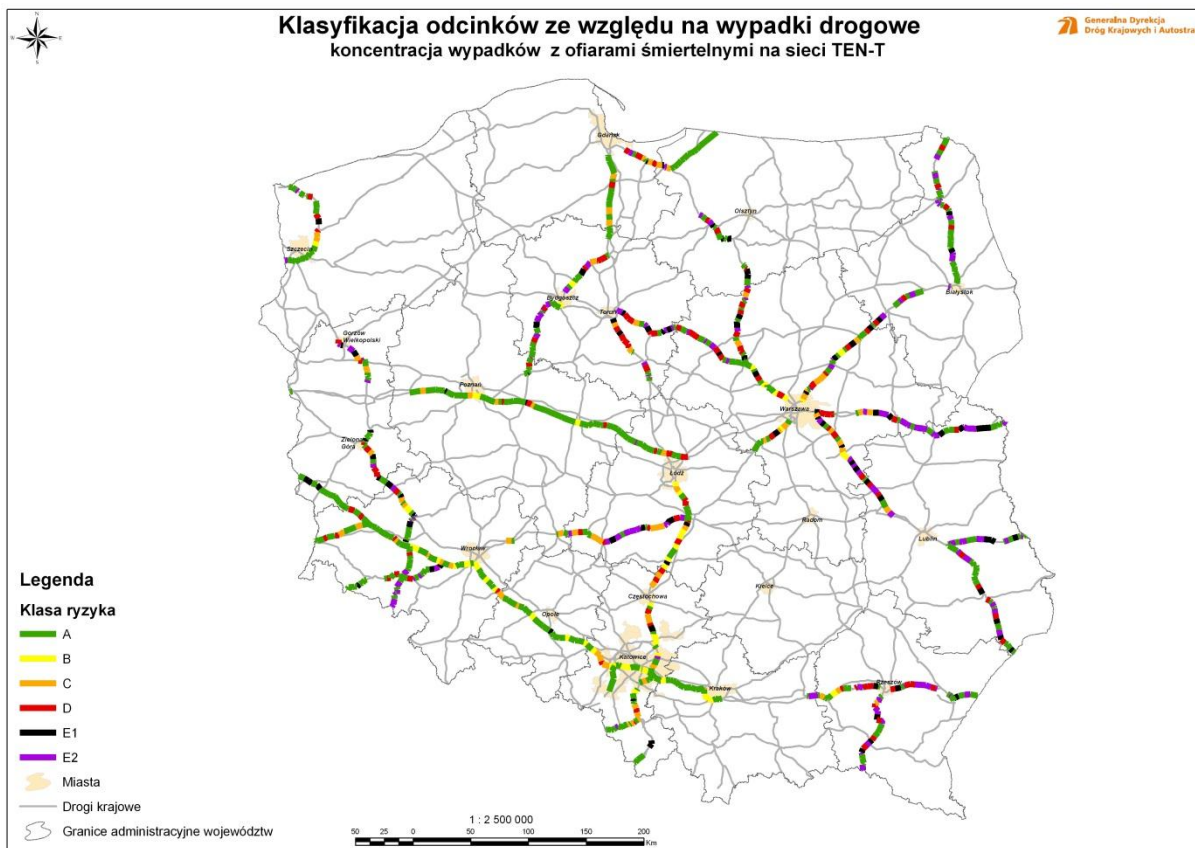 Klasyfikacja odcinków ze względu na wypadki drogowe
koncentracja wypadków z ofiarami śmiertelnymi na sieci TEN-T
Generalna Dyrekcja
Dróg Krajowych i Autostra
N
W
E
S
Gdańsk
Olsztyn
Szczecin
Białystok
Bydgoszcz
Toruń
Gorzów
Wielkopolski
Poznań
Warszawa
Zielona
Góra
Łódź
Radom
Lublin
Wrocław
Kielce
Częstochowa
Opole
Katowice
Kraków
Rzeszów
Legenda
Klasa ryzyka
A
B
C
D
E1
E2
Miasta
Drogi krajowe
Granice administracyjne województw
1 : 2 500 000
50 25 0 50 100 150 200
Km